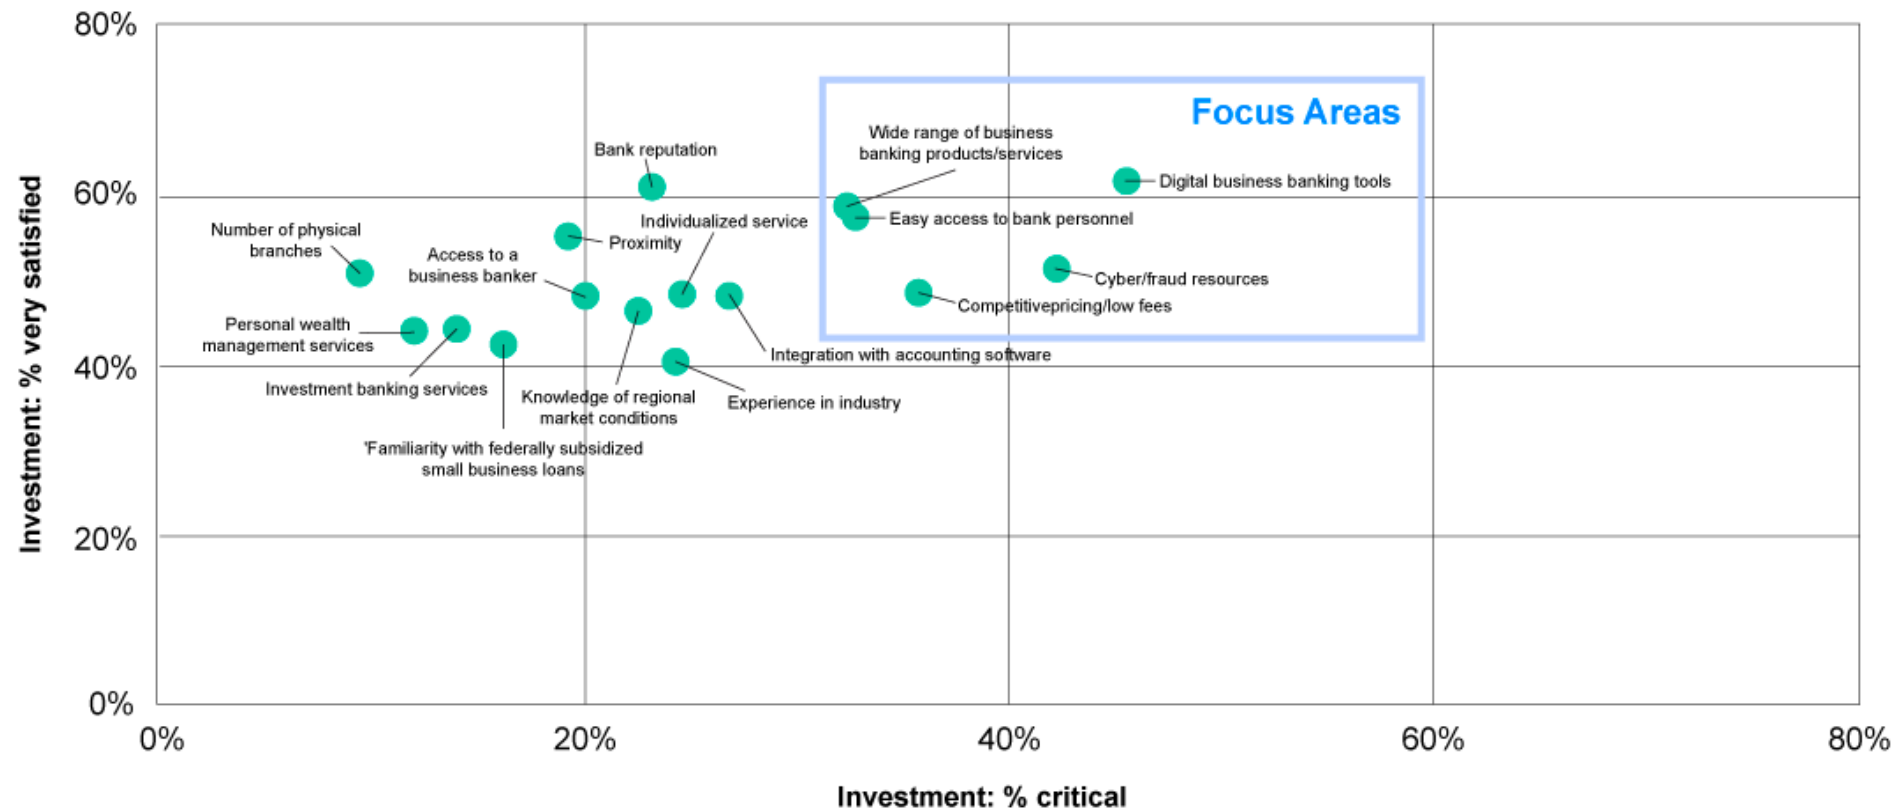 80%
60%
40%
20%
0%
0%
20%
40%
60%
80%
Investment: % very satisfied
Investment: % critical
Focus Areas
Wide range of business
banking products/services
Digital business banking tools
Easy access to bank personnel
Cyber/fraud resources
Competitivepricing/low fees
Bank reputation
Individualized service
Proximity
Number of physical
branches
Access to a
business banker
Personal wealth
management services
Investment banking services
Integration with accounting software
Knowledge of regional
market conditions
Experience in industry
'Familiarity with federally subsidized
small business loans